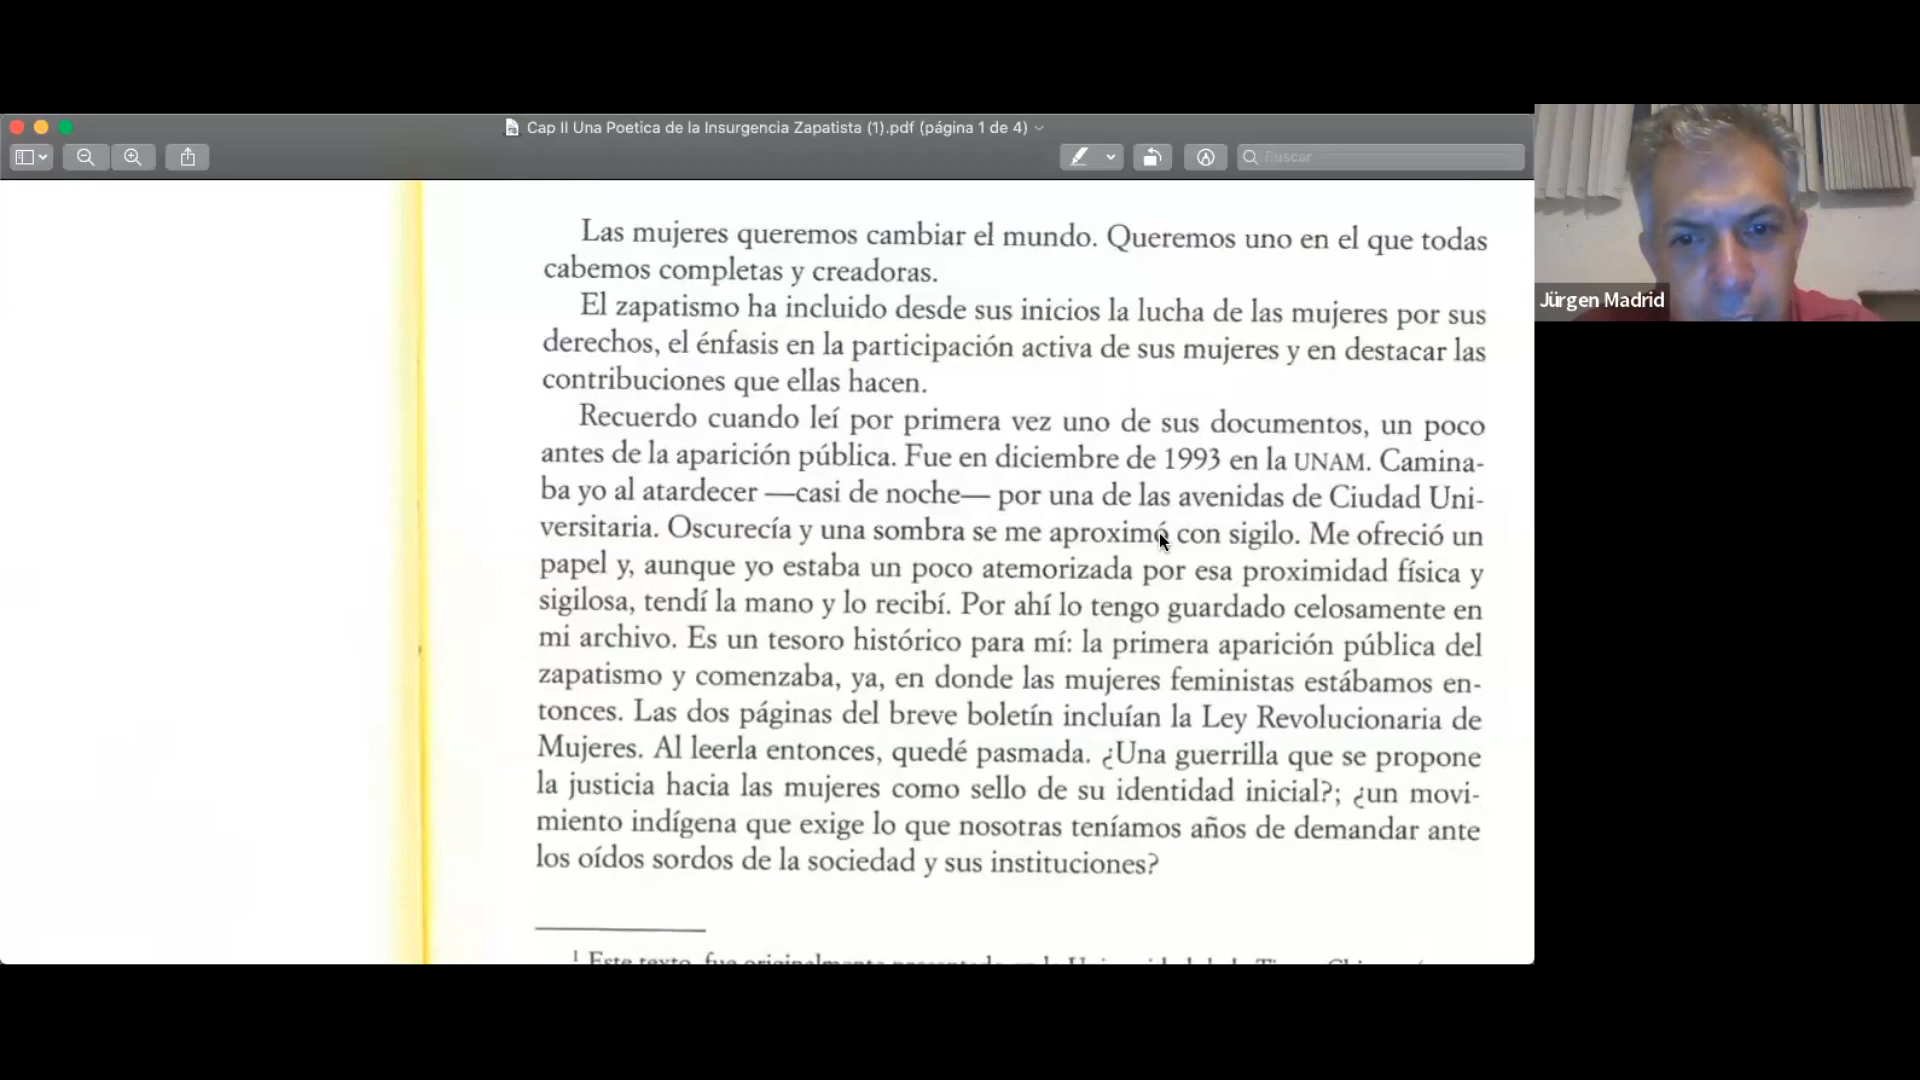 Cap II Una Poetica de la Insurgencia Zapatista (1).pdf (página 1 de 4)
Buscar
Las mujeres queremos cambiar el mundo. Queremos uno en el que todas
cabemos completas y creadoras.
El zapatismo ha incluido desde sus inicios la lucha de las mujeres por sus
derechos, el énfasis en la participación activa de sus mujeres y en destacar las
contribuciones que ellas hacen.
Recuerdo cuando leí por primera vez uno de sus documentos, un poco
antes de la aparición pública. Fue en diciembre de 1993 en la UNAM. Camina-
ba yo al atardecer —casi de noche— por una de las avenidas de Ciudad Uni-
versitaria. Oscurecía y una sombra se me aproximó con sigilo. Me ofreció un
papel y, aunque yo estaba un poco atemorizada por esa proximidad física y
sigilosa, tendí la mano y lo recibí. Por ahí lo tengo guardado celosamente en
mi archivo. Es un tesoro histórico para mí: la primera aparición pública del
zapatismo y comenzaba, ya, en donde las mujeres feministas estábamos en-
tonces. Las dos páginas del breve boletín incluían la Ley Revolucionaria de
Mujeres. Al leerla entonces, quedé pasmada. ¿Una guerrilla que se propone
la justicia hacia las mujeres como sello de su identidad inicial?; ¿un movi-
miento indígena que exige lo que nosotras teníamos años de demandar ante
los oídos sordos de la sociedad y sus instituciones?
1 Este texto, fue originalmente
Jürgen Madrid